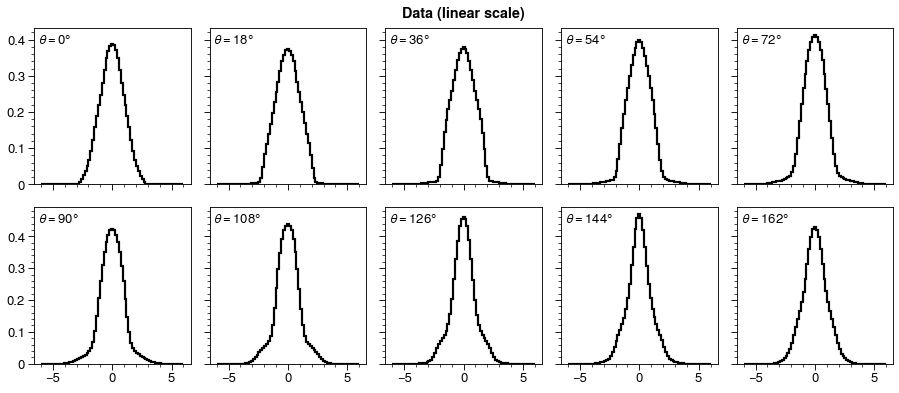 Data (linear scale)
θ = 0° θ = 18° θ = 36° θ = 54° θ = 72°
0.4
0.3
0.2
0.1
0
−5 0 5 −5 0 5 −5 0 5 −5 0 5 −5 0 5
θ = 90° θ = 108° θ = 126° θ = 144° θ = 162°
0.4
0.3
0.2
0.1
0